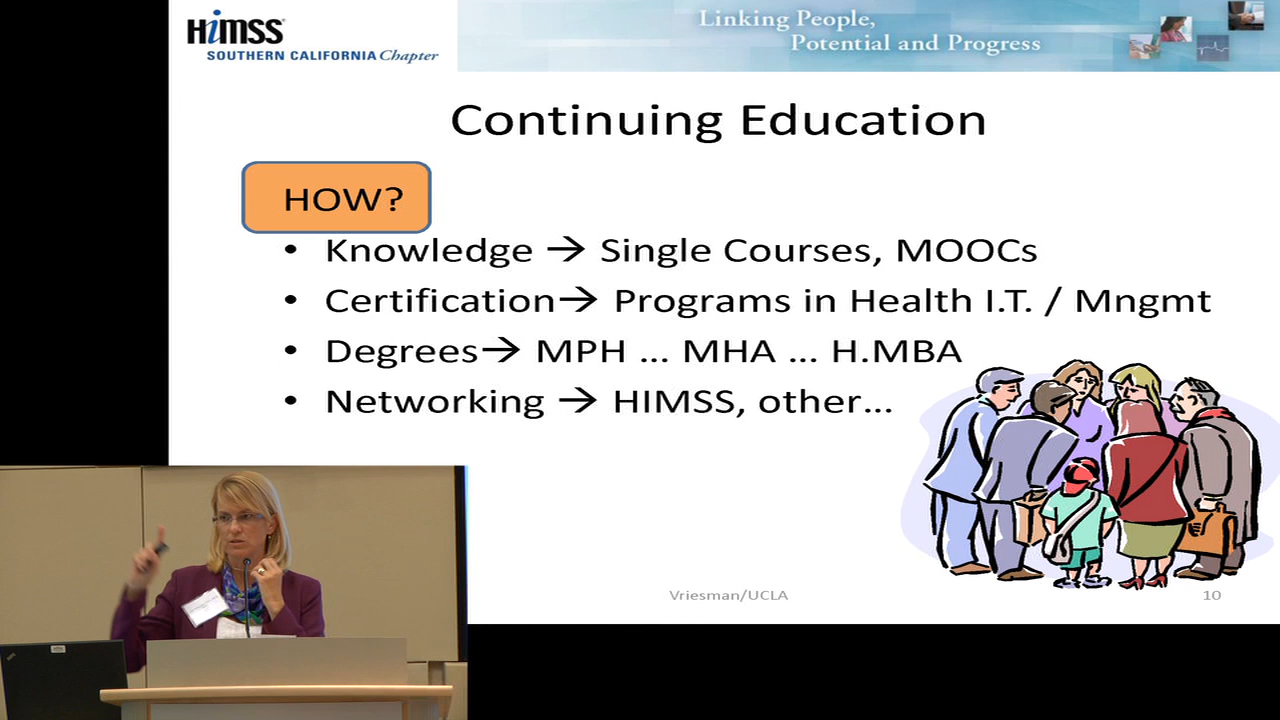 HiMSS
SOUTHERN CALIFORNIA Chapter
Linking People,
Potential and Progress
Continuing Education
HOW?
• Knowledge → Single Courses, MOOCs
• Certification→ Programs in Health I.T. / Mngmt
• Degrees→ MPH ... MHA ... H.MBA
• Networking → HIMSS, other...
Vriesman/UCLA
10